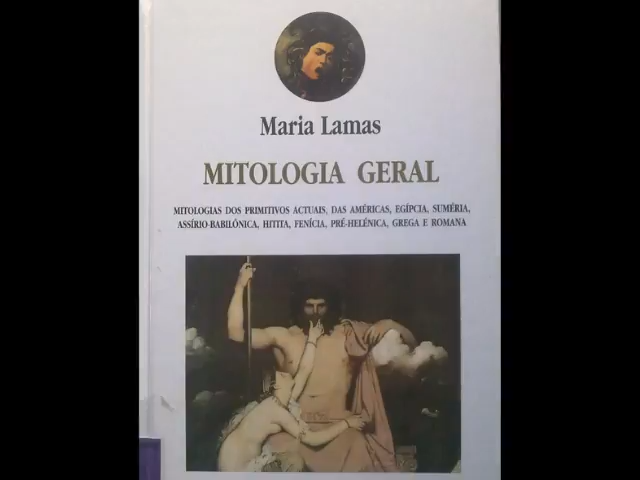 Maria Lamas
MITOLOGIA GERAL
MITOLOGIAS DOS PRIMITIVOS ACTUAIS, DAS AMÉRICAS, EGÍPCIA, SUMÉRIA,
ASSÍRIO-BABILÓNICA, HITITA, FENÍCIA, PRÉ-HELÉNICA, GREGA E ROMANA